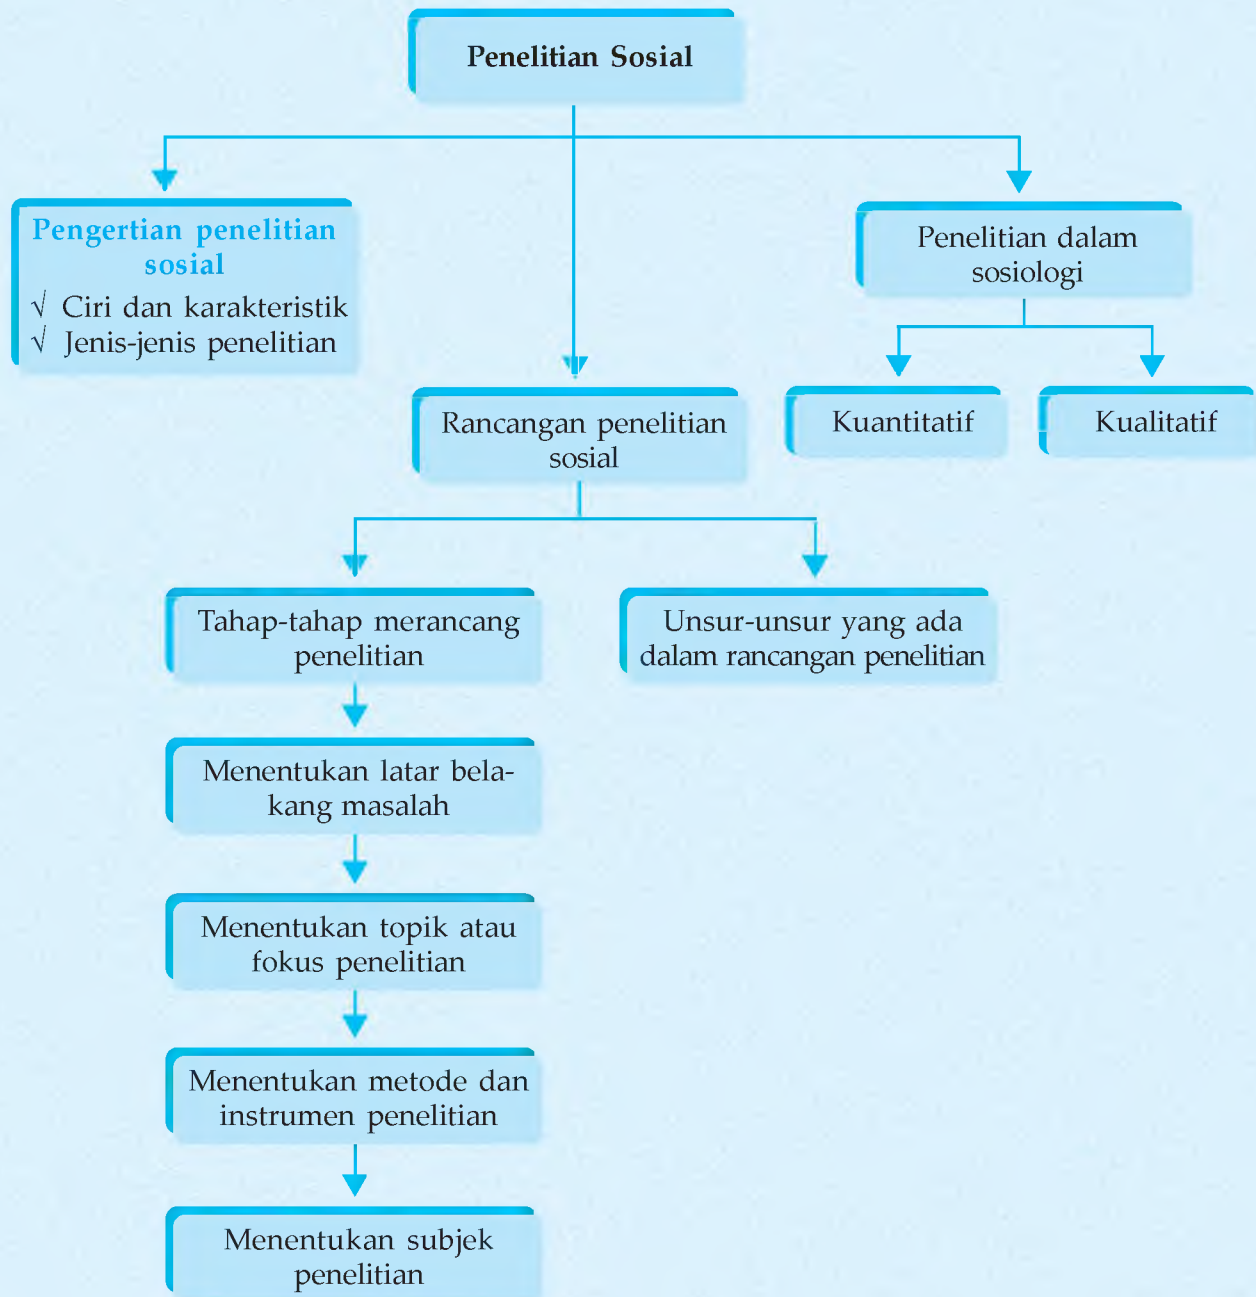 Penelitian Sosial
Pengertian penelitian
sosial
√ Ciri dan karakteristik
√ Jenis-jenis penelitian
Penelitian dalam
sosiologi
Kuantitatif
Kualitatif
Rancangan penelitian
sosial
Tahap-tahap merancang
penelitian
Unsur-unsur yang ada
dalam rancangan penelitian
Menentukan latar bela-
kang masalah
Menentukan topik atau
fokus penelitian
Menentukan metode dan
instrumen penelitian
Menentukan subjek
penelitian